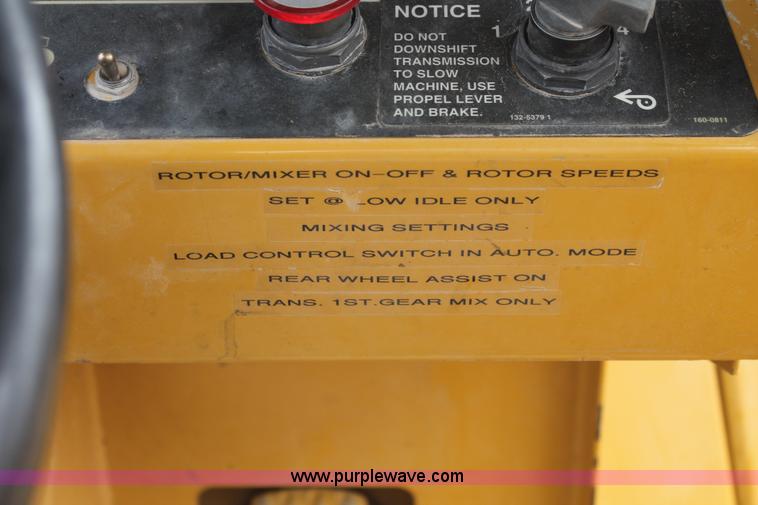 NOTICE
1 4
DO NOT
DOWNSHIFT
TRANSMISSION
TO SLOW
MACHINE, USE
PROPEL LEVER
AND BRAKE.
132-5379 1
160-0811
ROTOR/MIXER ON-OFF & ROTOR SPEEDS
SET @ LOW IDLE ONLY
MIXING SETTINGS
LOAD CONTROL SWITCH IN AUTO. MODE
REAR WHEEL ASSIST ON
TRANS. 1ST.GEAR MIX ONLY
www.purplewave.com